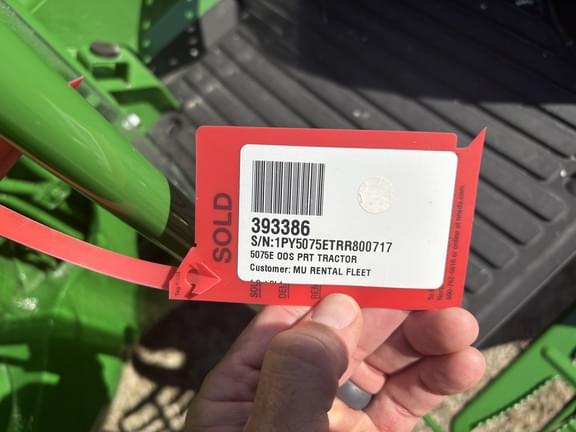 SOLD
393386
S/N:1PY5075ETRR800717
5075E OOS PRT TRACTOR
Customer: MU RENTAL FLEET